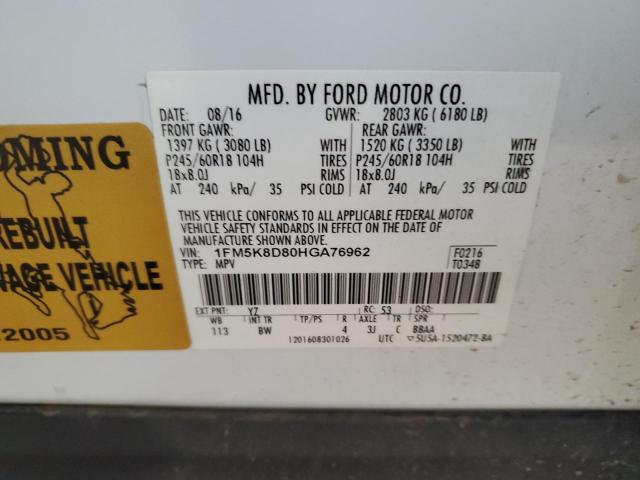 MFD. BY FORD MOTOR CO.
DATE: 08/16 GVWR: 2803 KG ( 6180 LB)
FRONT GAWR: REAR GAWR:
1397 KG ( 3080 LB) WITH 1520 KG ( 3350 LB) WITH
P245/60R18 104H TIRES P245/60R18 104H TIRES
18x8.0J RIMS 18x8.0J RIMS
AT 240 kPa/ 35 PSI COLD AT 240 kPa/ 35 PSI COLD
THIS VEHICLE CONFORMS TO ALL APPLICABLE FEDERAL MOTOR
VEHICLE SAFETY STANDARDS IN EFFECT ON THE DATE OF
MANUFACTURE SHOWN ABOVE.
VIN: 1FM5K8D80HGA76962 F0216
TYPE: MPV T0348
EXT PNT: YZ RC: 53 DSO:
WB INT TR TP/PS R AXLE TR SPR
113 BW 4 3J C BBAA
1201608301026 UTC ▽5U5A-1520472-BA
OMING
REBUILT
VEHICLE
2005